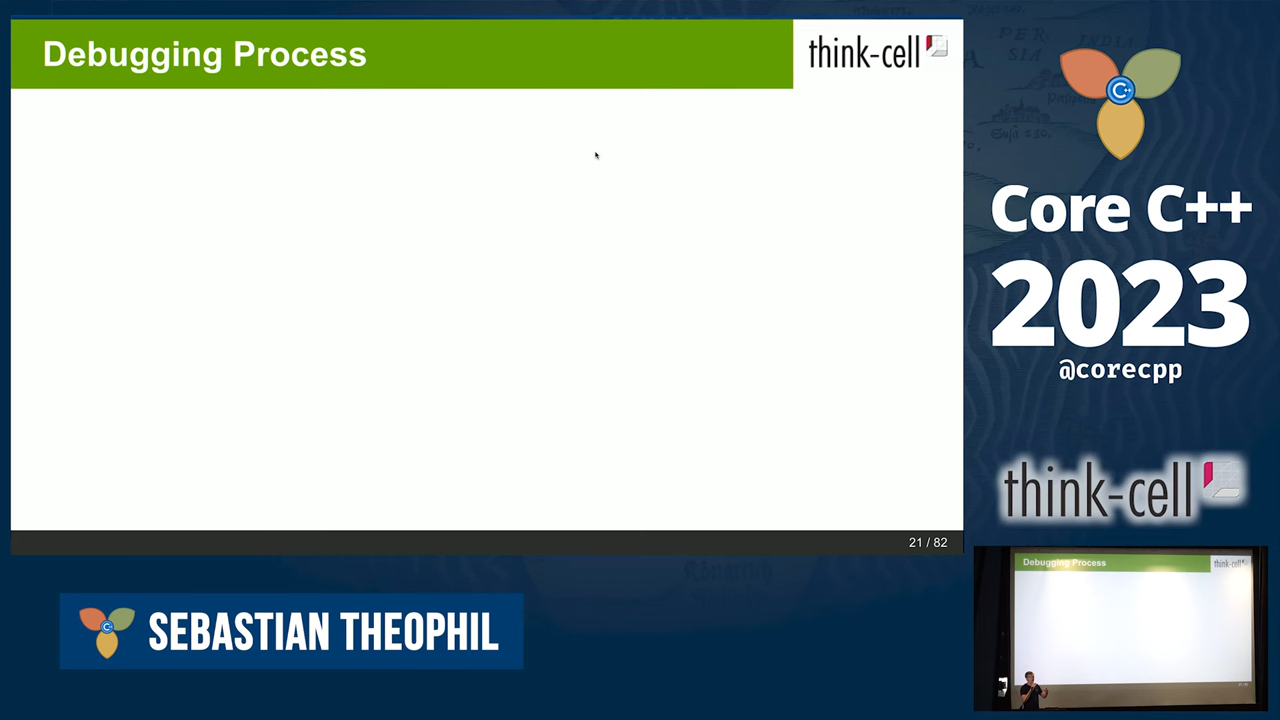 Debugging Process
think-cell
21 / 82
SEBASTIAN THEOPHIL
C++
Core C++
2023
@corecpp
think-cell
Debugging Process
think-cell